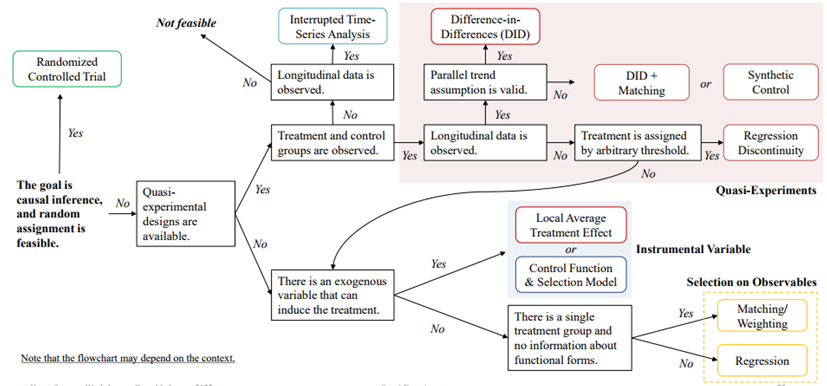 Not feasible
Interrupted Time-
Series Analysis
Difference-in-
Differences (DID)
Randomized
Controlled Trial
Yes
Yes
No
Longitudinal data is
observed.
Parallel trend
assumption is valid.
No
DID +
Matching
or
Synthetic
Control
Yes
No
Yes
Treatment and control
groups are observed.
Yes
Longitudinal data is
observed.
No
Treatment is assigned
by arbitrary threshold.
Yes
Regression
Discontinuity
The goal is
causal inference,
and random
assignment is
feasible.
No
Quasi-
experimental
designs are
available.
Yes
No
Quasi-Experiments
No
Local Average
Treatment Effect
or
Control Function
& Selection Model
Instrumental Variable
There is an exogenous
variable that can
induce the treatment.
Yes
No
Selection on Observables
There is a single
treatment group and
no information about
functional forms.
Yes
Matching/
Weighting
No
Regression
Note that the flowchart may depend on the context.